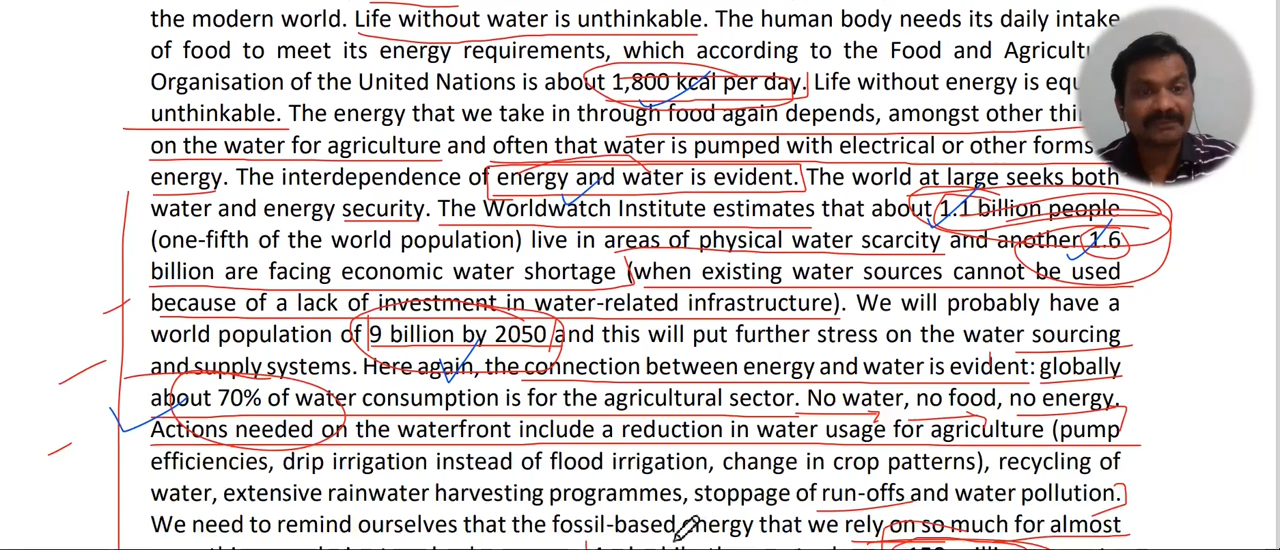 the modern world. Life without water is unthinkable. The human body needs its daily intake
of food to meet its energy requirements, which according to the Food and Agricultu
Organisation of the United Nations is about 1,800 kcal per day. Life without energy is equ
unthinkable. The energy that we take in through food again depends, amongst other thi
on the water for agriculture and often that water is pumped with electrical or other forms
energy. The interdependence of energy and water is evident. The world at large seeks both
water and energy security. The Worldwatch Institute estimates that about 1.1 billion people
(one-fifth of the world population) live in areas of physical water scarcity and another 1.6
billion are facing economic water shortage (when existing water sources cannot be used
because of a lack of investment in water-related infrastructure). We will probably have a
world population of 9 billion by 2050 and this will put further stress on the water sourcing
and supply systems. Here again, the connection between energy and water is evident: globally
about 70% of water consumption is for the agricultural sector. No water, no food, no energy.
Actions needed on the waterfront include a reduction in water usage for agriculture (pump
efficiencies, drip irrigation instead of flood irrigation, change in crop patterns), recycling of
water, extensive rainwater harvesting programmes, stoppage of run-offs and water pollution.
We need to remind ourselves that the fossil-based energy that we rely on so much for almost